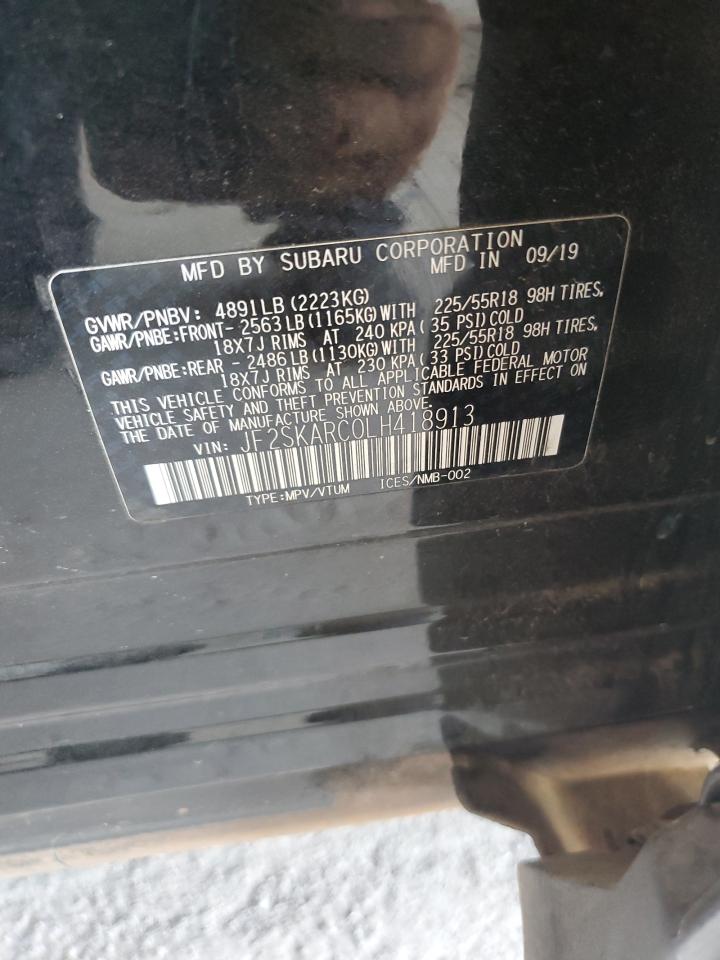 MFD BY SUBARU CORPORATION
MFD IN 09/19
GVWR/PNBV: 4891LB (2223KG)
GAWR/PNBE:FRONT- 2563LB(1165KG)WITH 225/55R18 98H TIRES,
18X7J RIMS AT 240 KPA( 35 PSI)COLD
GAWR/PNBE:REAR - 2486LB(1130KG)WITH 225/55R18 98H TIRES,
18X7J RIMS AT 230 KPA( 33 PSI)COLD
THIS VEHICLE CONFORMS TO ALL APPLICABLE FEDERAL MOTOR
VEHICLE SAFETY AND THEFT PREVENTION STANDARDS IN EFFECT ON
THE DATE OF MANUFACTURE SHOWN ABOVE.
VIN: JF2SKARC0LH418913
TYPE:MPV/VTUM ICES/NMB-002